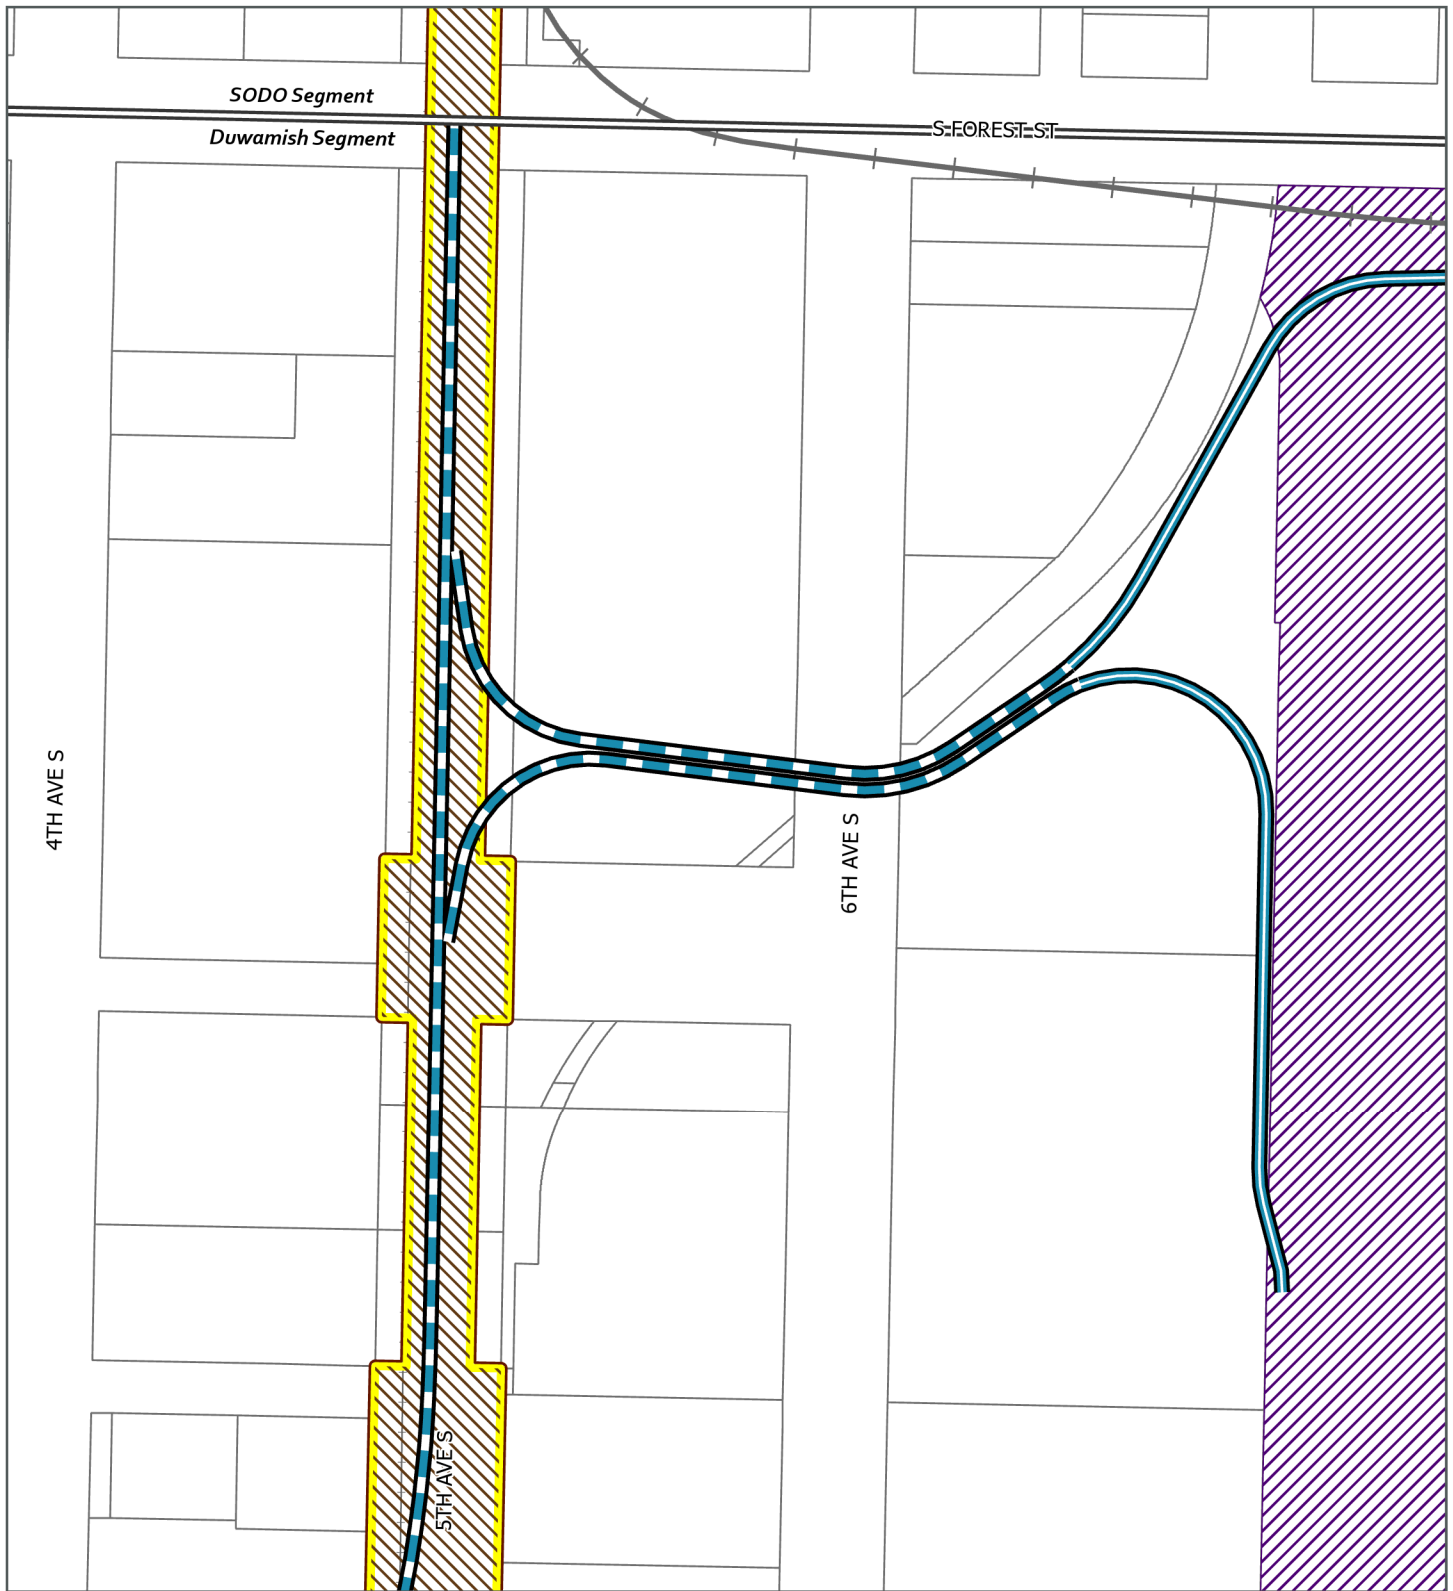 SODO Segment
S FOREST ST
Duwamish Segment
4TH AVE S
6TH AVE S
5TH AVE S